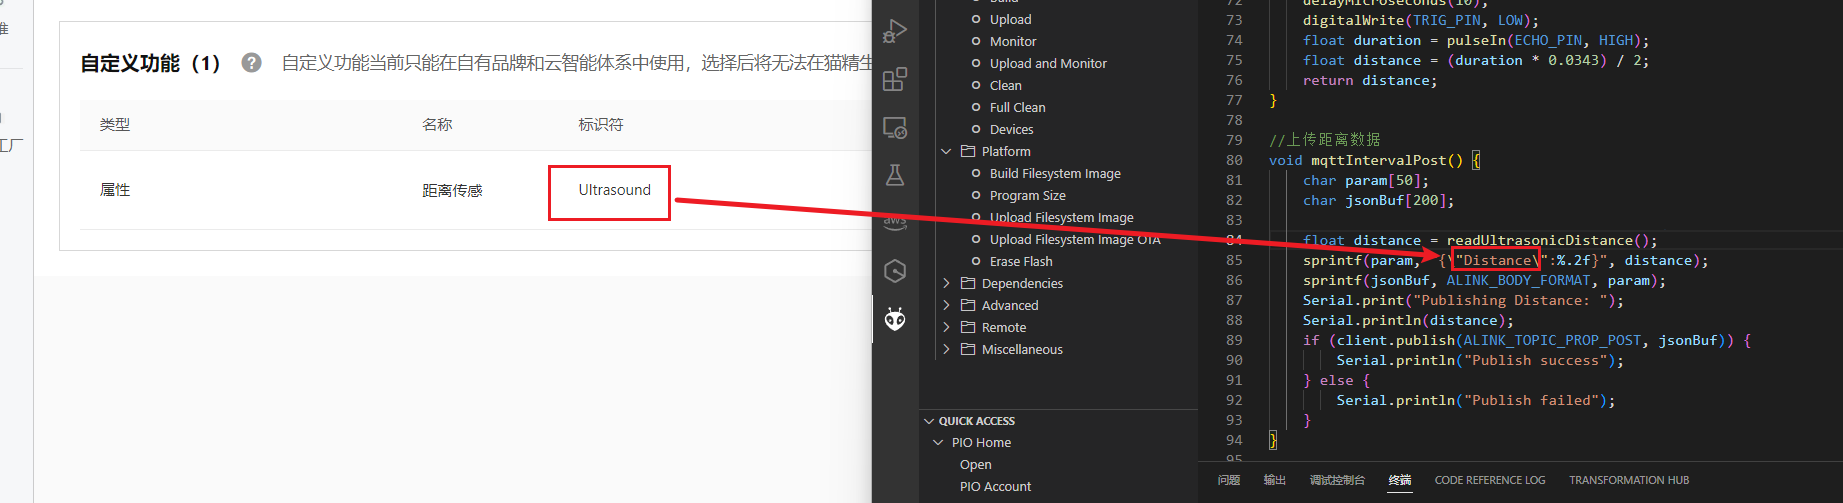 准
工厂
自定义功能（1） ? 自定义功能当前只能在自有品牌和云智能体系中使用，选择后将无法在猫精生
类型 名称 标识符
属性 距离传感 Ultrasound
Upload
Monitor
Upload and Monitor
Clean
Full Clean
Devices
Platform
Build Filesystem Image
Program Size
Upload Filesystem Image
Upload Filesystem Image OTA
Erase Flash
Dependencies
Advanced
Remote
Miscellaneous
QUICK ACCESS
PIO Home
Open
PIO Account
aws
72 delayMicroseconds(10);
73 digitalWrite(TRIG_PIN, LOW);
74 float duration = pulseIn(ECHO_PIN, HIGH);
75 float distance = (duration * 0.0343) / 2;
76 return distance;
77 }
78
79 //上传距离数据
80 void mqttIntervalPost() {
81 char param[50];
82 char jsonBuf[200];
83
84 float distance = readUltrasonicDistance();
85 sprintf(param, "{\"Distance\":%.2f}", distance);
86 sprintf(jsonBuf, ALINK_BODY_FORMAT, param);
87 Serial.print("Publishing Distance: ");
88 Serial.println(distance);
89 if (client.publish(ALINK_TOPIC_PROP_POST, jsonBuf)) {
90 Serial.println("Publish success");
91 } else {
92 Serial.println("Publish failed");
93 }
94 }
95
问题 输出 调试控制台 终端 CODE REFERENCE LOG TRANSFORMATION HUB